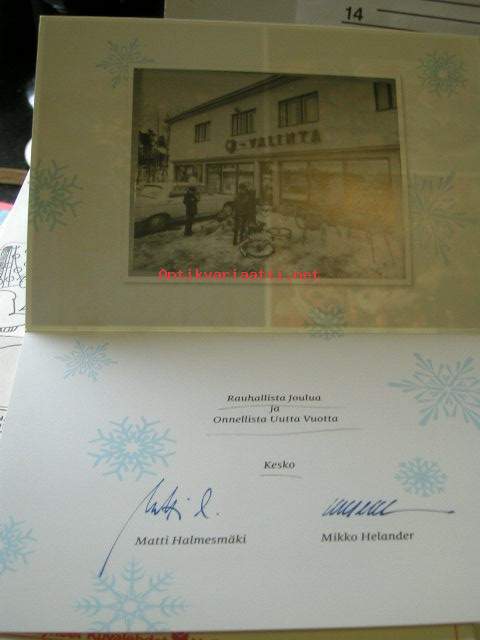 14
-VALINTA
Antikvariaatti.net
Rauhallista Joulua
ja
Onnellista Uutta Vuotta
Kesko
Matti Halmesmäki
Mikko Helander